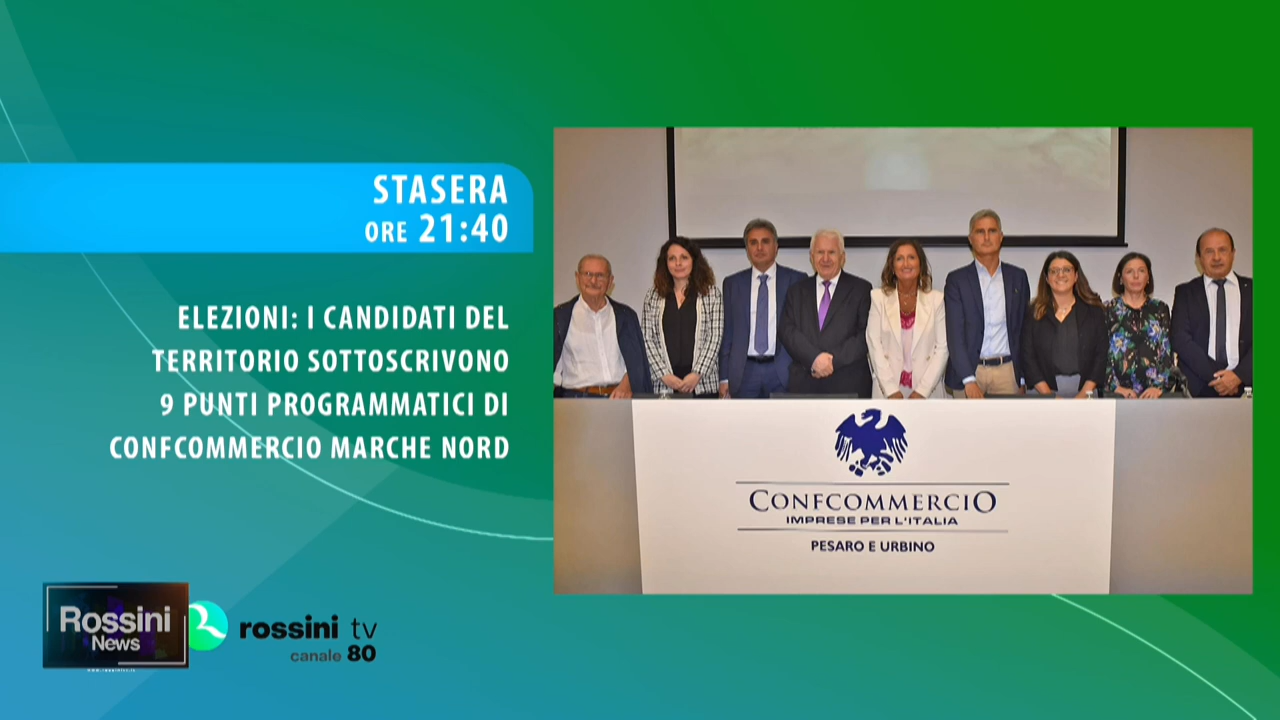 STASERA
ORE 21:40
ELEZIONI: I CANDIDATI DEL
TERRITORIO SOTTOSCRIVONO
9 PUNTI PROGRAMMATICI DI
CONFCOMMERCIO MARCHE NORD
CONFCOMMERCIO
IMPRESE PER L'ITALIA
PESARO E URBINO
Rossini
News
rossini tv
canale 80